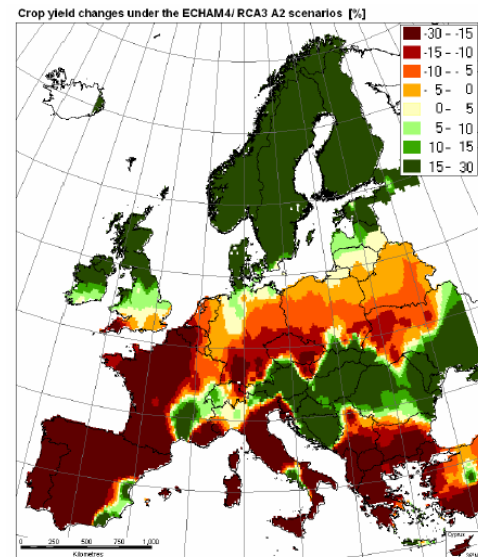 Crop yield changes under the ECHAM4/ RCA3 A2 scenarios [%]
-30 - -15
-15 - -10
-10 - - 5
- 5 - 0
0 - 5
5 - 10
10 - 15
15 - 30
0 250 500 750 1,000
Kilometres
Cyprus